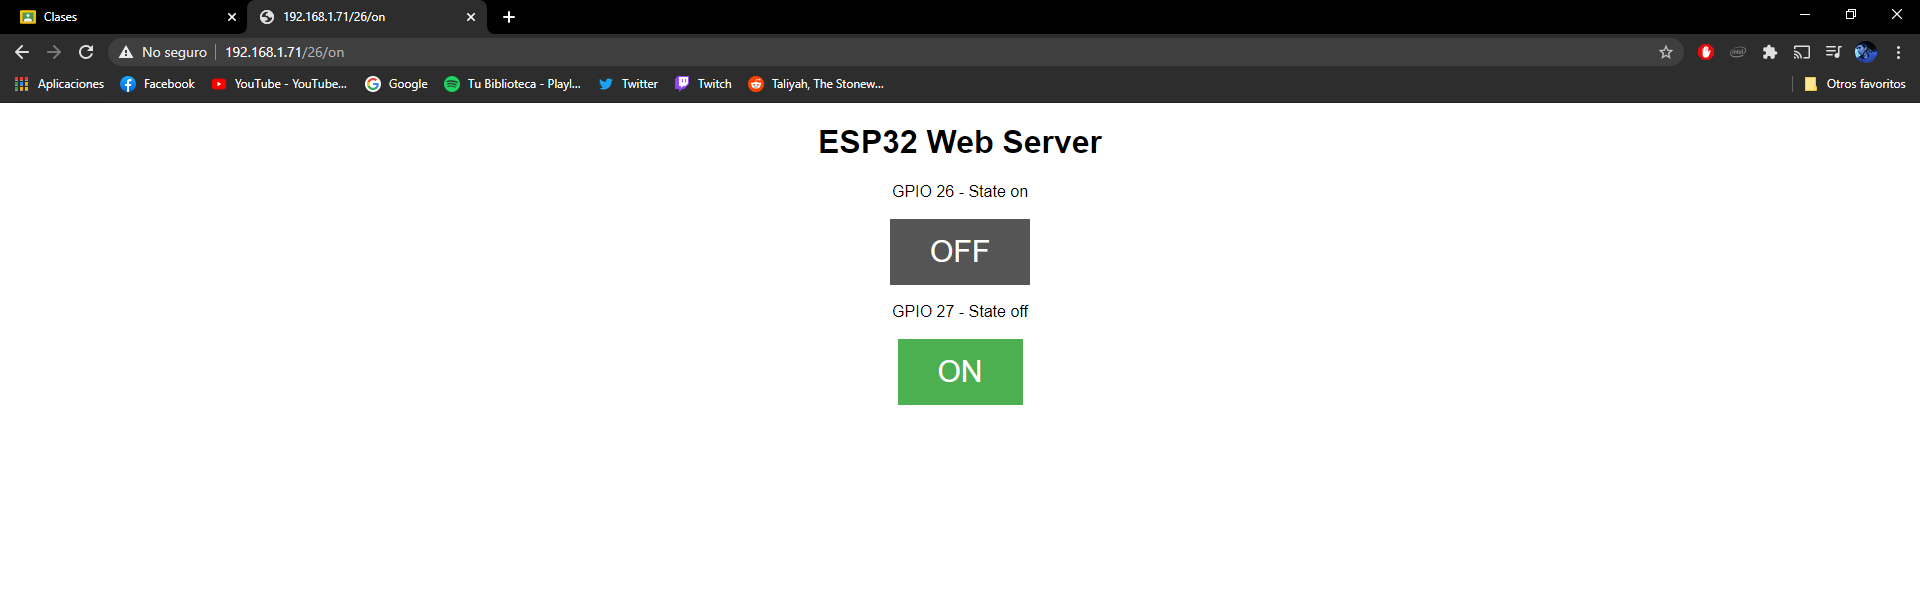 Clases
192.168.1.71/26/on
No seguro
192.168.1.71/26/on
Aplicaciones
Facebook
YouTube - YouTube...
Google
Tu Biblioteca - Playl...
Twitter
Twitch
Taliyah, The Stonew...
Otros favoritos
ESP32 Web Server
GPIO 26 - State on
OFF
GPIO 27 - State off
ON